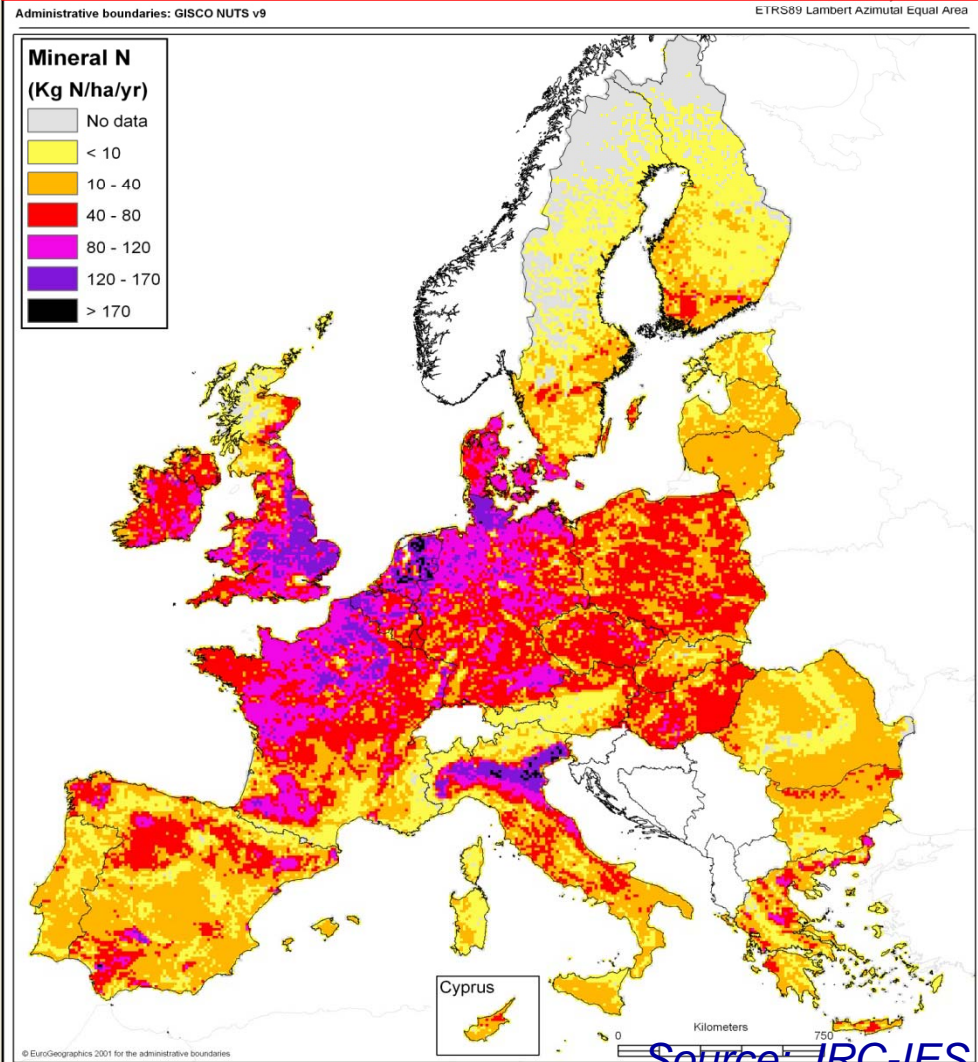 Administrative boundaries: GISCO NUTS v9
ETRS89 Lambert Azimutal Equal Area
Mineral N
(Kg N/ha/yr)
No data
< 10
10 - 40
40 - 80
80 - 120
120 - 170
> 170
Cyprus
Kilometers
0
750
© EuroGeographics 2001 for the administrative boundaries
Source: JRC-IES